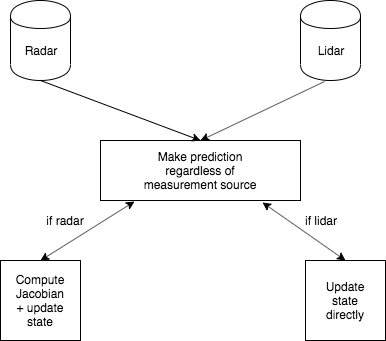 Radar
Lidar
Make prediction
regardless of
measurement source
if radar
if lidar
Compute
Jacobian
+ update
state
Update
state
directly